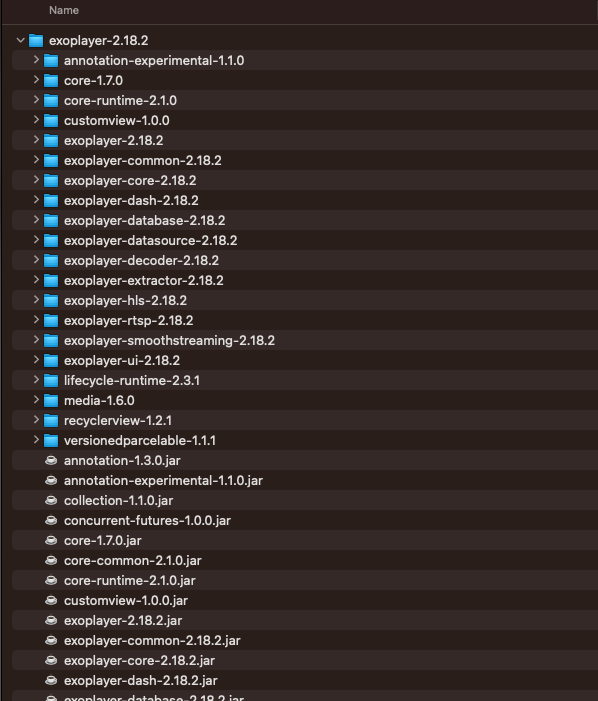 Name
exoplayer-2.18.2
annotation-experimental-1.1.0
core-1.7.0
core-runtime-2.1.0
customview-1.0.0
exoplayer-2.18.2
exoplayer-common-2.18.2
exoplayer-core-2.18.2
exoplayer-dash-2.18.2
exoplayer-database-2.18.2
exoplayer-datasource-2.18.2
exoplayer-decoder-2.18.2
exoplayer-extractor-2.18.2
exoplayer-hls-2.18.2
exoplayer-rtsp-2.18.2
exoplayer-smoothstreaming-2.18.2
exoplayer-ui-2.18.2
lifecycle-runtime-2.3.1
media-1.6.0
recyclerview-1.2.1
versionedparcelable-1.1.1
annotation-1.3.0.jar
annotation-experimental-1.1.0.jar
collection-1.1.0.jar
concurrent-futures-1.0.0.jar
core-1.7.0.jar
core-common-2.1.0.jar
core-runtime-2.1.0.jar
customview-1.0.0.jar
exoplayer-2.18.2.jar
exoplayer-common-2.18.2.jar
exoplayer-core-2.18.2.jar
exoplayer-dash-2.18.2.jar
exoplayer-database-2.18.2.jar